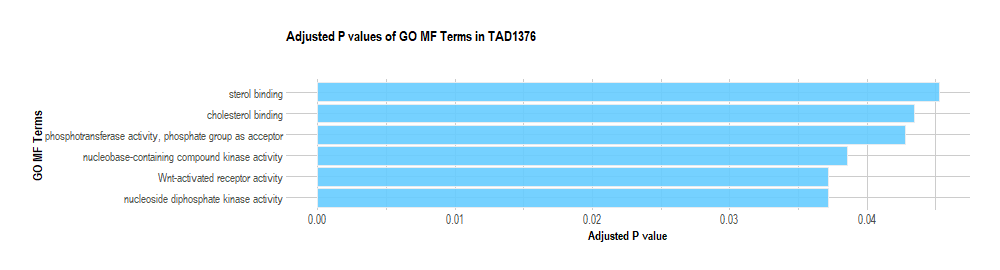 Adjusted P values of GO MF Terms in TAD1376
GO MF Terms
sterol binding
cholesterol binding
phosphotransferase activity, phosphate group as acceptor
nucleobase-containing compound kinase activity
Wnt-activated receptor activity
nucleoside diphosphate kinase activity
0.00 0.01 0.02 0.03 0.04
Adjusted P value